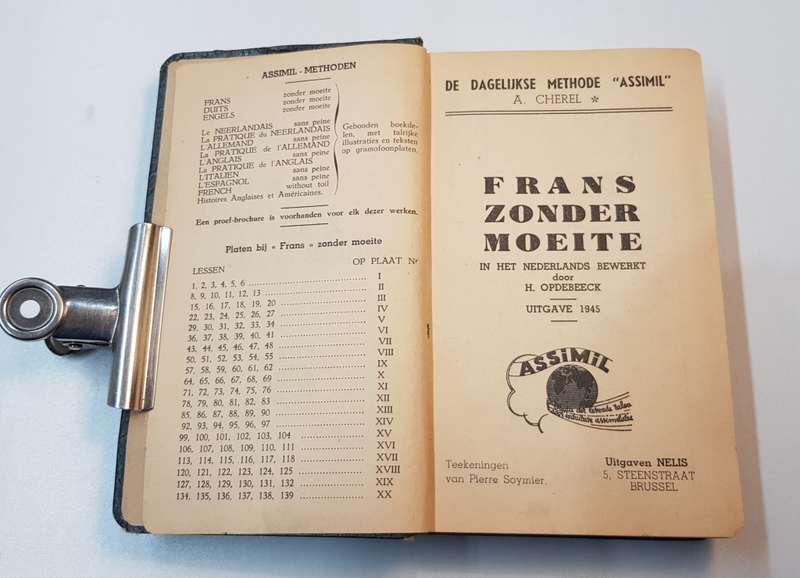 ASSIMIL - METHODEN
FRANS zonder moeite
DUITS zonder moeite
ENGELS zonder moeite
Le NEERLANDAIS sans peine
La PRATIQUE du NEERLANDAIS
L'ALLEMAND sans peine
La PRATIQUE de l'ALLEMAND
L'ANGLAIS sans peine
La PRATIQUE de l'ANGLAIS
L'ITALIEN sans peine
L'ESPAGNOL sans peine
FRENCH without toil
Histoires Anglaises et Américaines.
Gebonden boekde-
len, met talrijke
illustraties en teksten
op gramofoonplaten.
Een proef-brochure is voorhanden voor elk dezer werken.
Platen bij « Frans » zonder moeite
LESSEN OP PLAAT Nr
1, 2, 3, 4, 5, 6 I
8, 9, 10, 11, 12, 13 II
15, 16, 17, 18, 19, 20 III
22, 23, 24, 25, 26, 27 IV
29, 30, 31, 32, 33, 34 V
36, 37, 38, 39, 40, 41 VI
43, 44, 45, 46, 47, 48 VII
50, 51, 52, 53, 54, 55 VIII
57, 58, 59, 60, 61, 62 IX
64, 65, 66, 67, 68, 69 X
71, 72, 73, 74, 75, 76 XI
78, 79, 80, 81, 82, 83 XII
85, 86, 87, 88, 89, 90 XIII
92, 93, 94, 95, 96, 97 XIV
99, 100, 101, 102, 103, 104 XV
106, 107, 108, 109, 110, 111 XVI
113, 114, 115, 116, 117, 118 XVII
120, 121, 122, 123, 124, 125 XVIII
127, 128, 129, 130, 131, 132 XIX
134, 135, 136, 137, 138, 139 XX
DE DAGELIJKSE METHODE "ASSIMIL"
A. CHEREL *
FRANS
ZONDER
MOEITE
IN HET NEDERLANDS BEWERKT
door
H. OPDEBEECK
UITGAVE 1945
ASSiMiL
der levende talen
assimilatie
Teekeningen
van Pierre Soymier.
Uitgaven NELIS
5, STEENSTRAAT
BRUSSEL